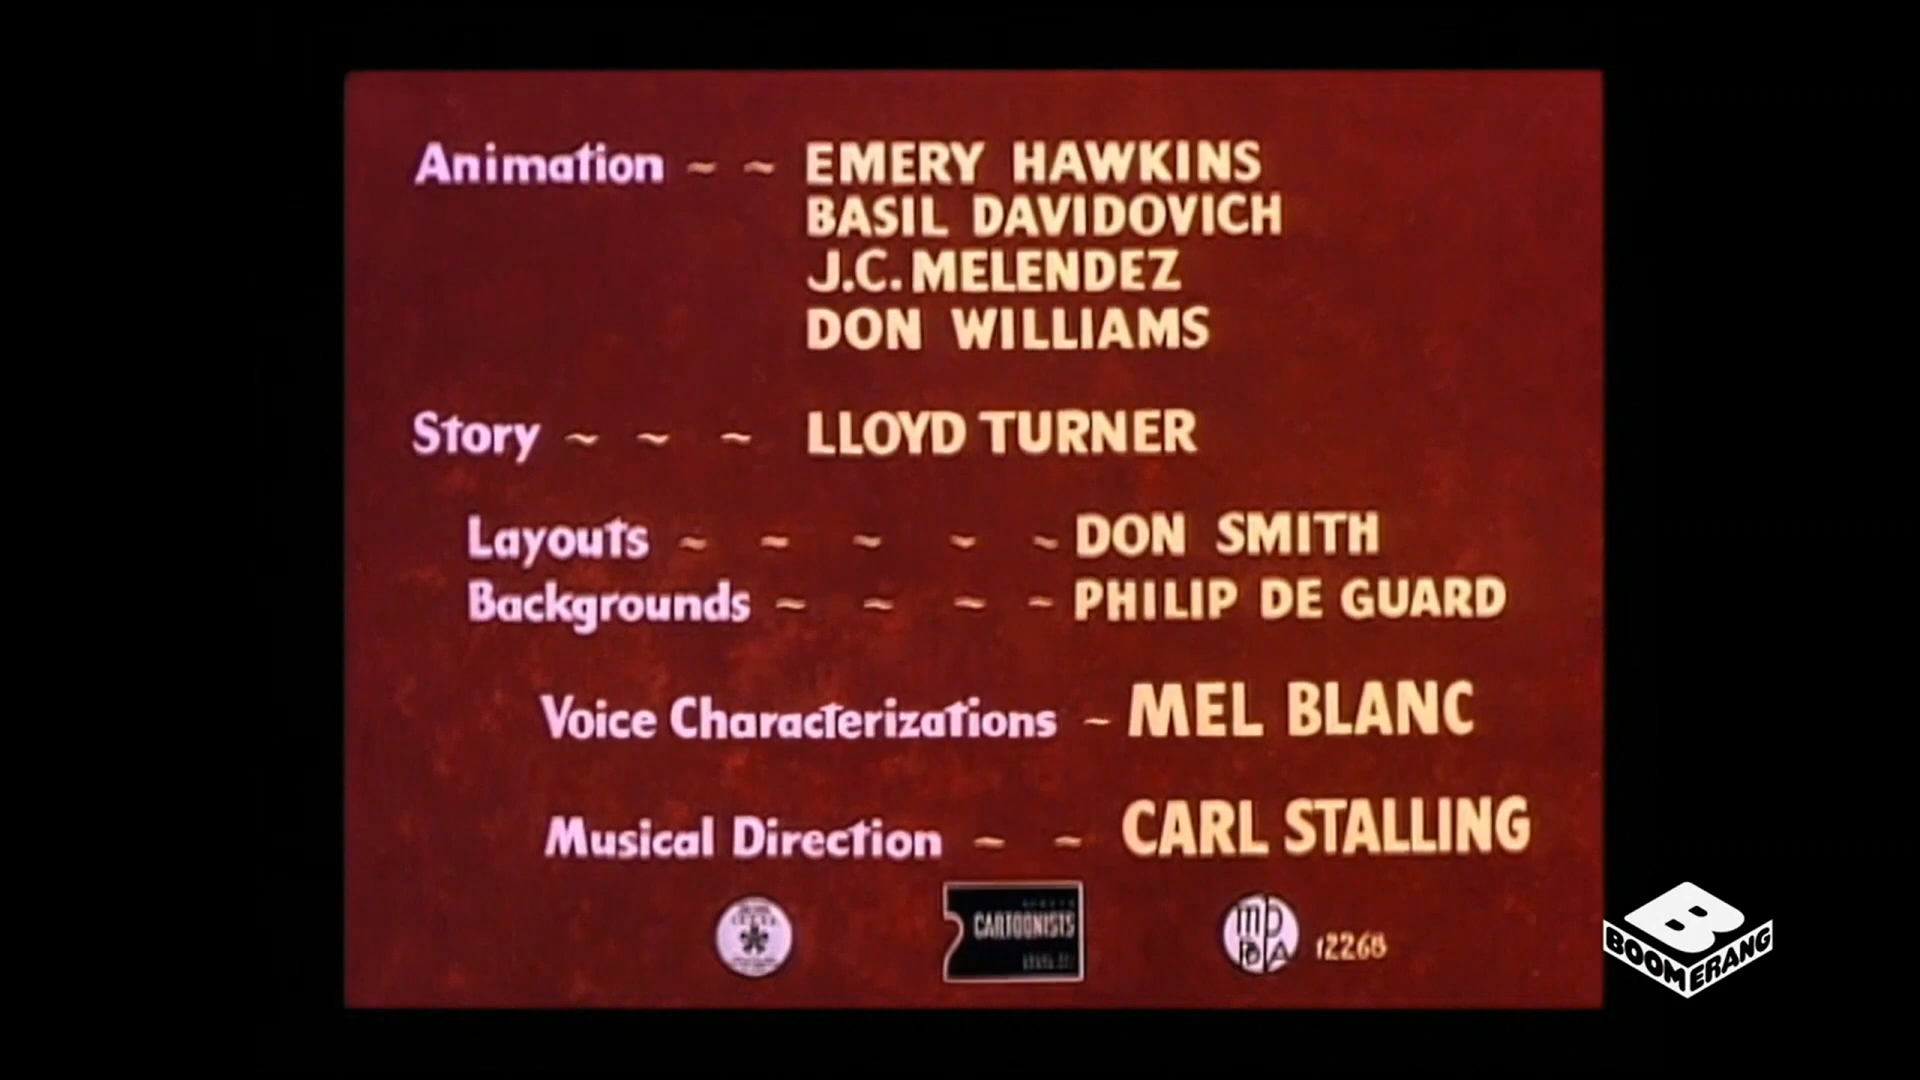 Animation ~ ~ EMERY HAWKINS
BASIL DAVIDOVICH
J.C. MELENDEZ
DON WILLIAMS
Story ~ ~ ~ LLOYD TURNER
Layouts ~ ~ ~ ~ ~ DON SMITH
Backgrounds ~ ~ ~ ~ PHILIP DE GUARD
Voice Characterizations ~ MEL BLANC
Musical Direction ~ ~ CARL STALLING
CARTOONISTS
MPPDA
12268
B
BOOMERANG